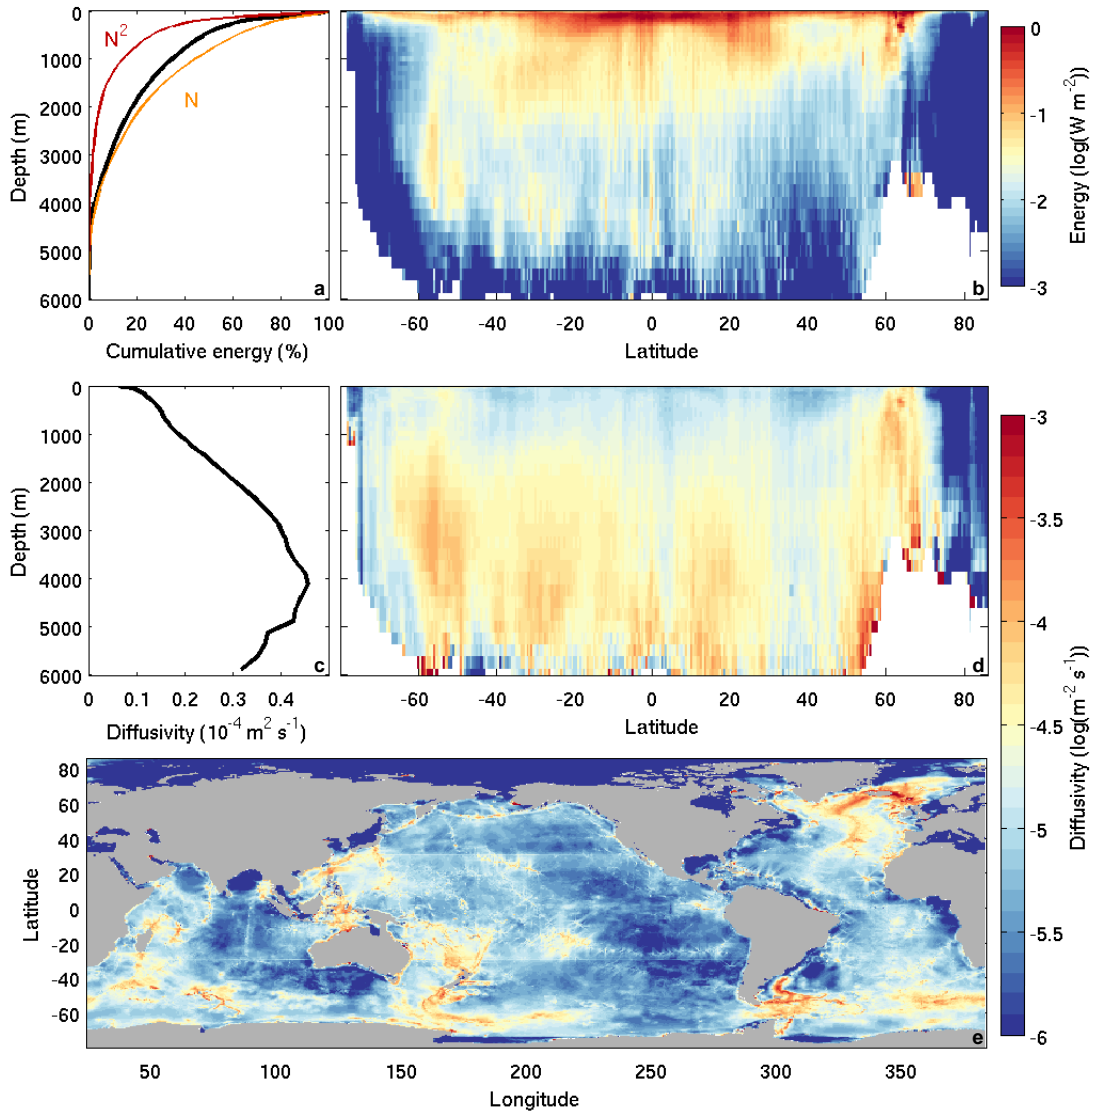 0
1000
2000
3000
4000
5000
6000
Depth (m)
N²
N
a
0 20 40 60 80 100
Cumulative energy (%)
b
-60 -40 -20 0 20 40 60 80
Latitude
0
-1
-2
-3
Energy (log(W m⁻²))
0
1000
2000
3000
4000
5000
6000
Depth (m)
c
0 0.1 0.2 0.3 0.4
Diffusivity (10⁻⁴ m² s⁻¹)
d
-60 -40 -20 0 20 40 60 80
Latitude
-3
-3.5
-4
-4.5
-5
-5.5
-6
Diffusivity (log(m⁻² s⁻¹))
80
60
40
20
0
-20
-40
-60
Latitude
e
50 100 150 200 250 300 350
Longitude